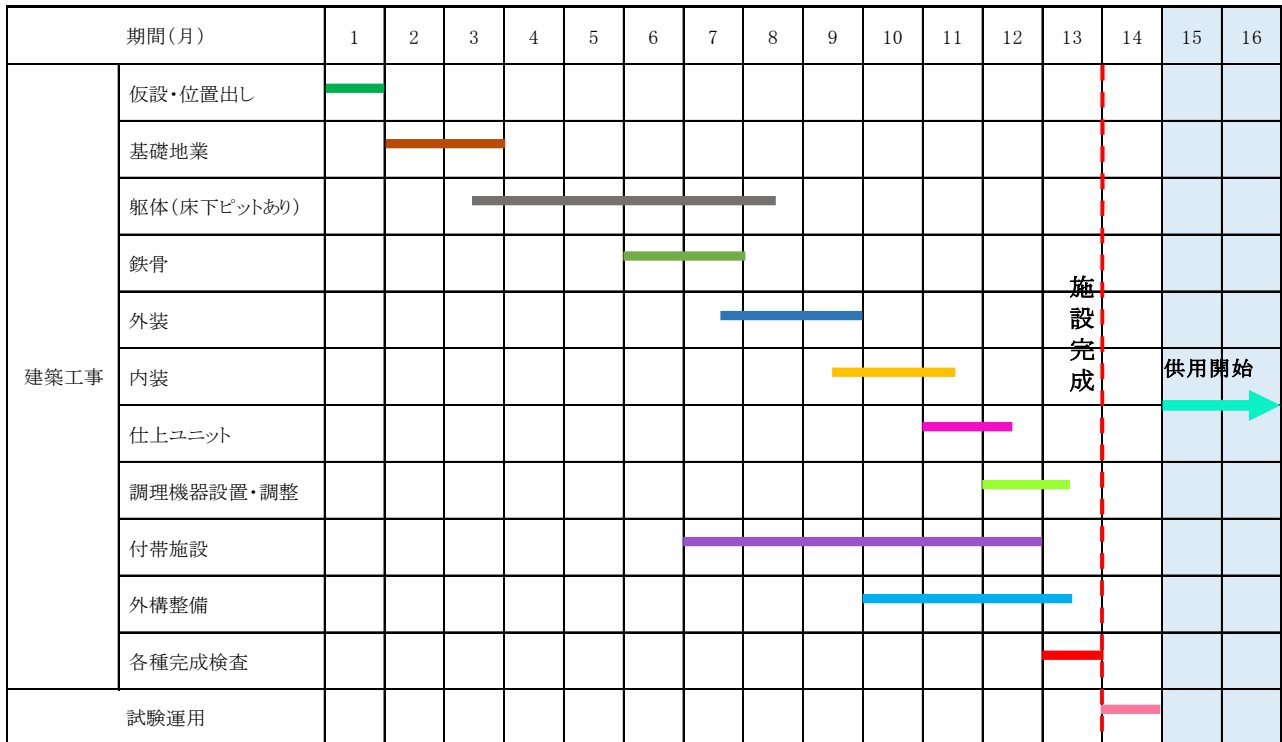 期間(月) 1 2 3 4 5 6 7 8 9 10 11 12 13 14 15 16
建築工事
仮設・位置出し
基礎地業
躯体(床下ピットあり)
鉄骨
外装
内装
仕上ユニット
調理機器設置・調整
付帯施設
外構整備
各種完成検査
試験運用
施設完成
供用開始